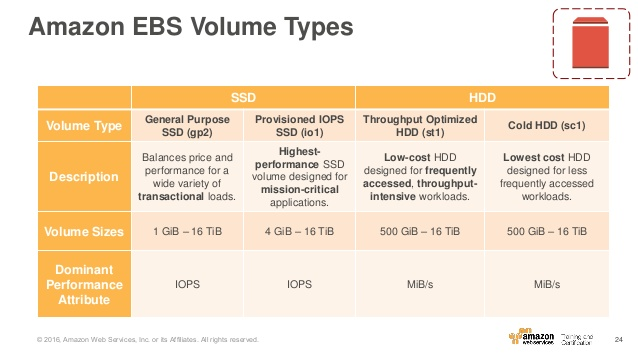 Amazon EBS Volume Types
SSD
HDD
Volume Type
General Purpose
SSD (gp2)
Provisioned IOPS
SSD (io1)
Throughput Optimized
HDD (st1)
Cold HDD (sc1)
Description
Balances price and
performance for a
wide variety of
transactional loads.
Highest-
performance SSD
volume designed for
mission-critical
applications.
Low-cost HDD
designed for frequently
accessed, throughput-
intensive workloads.
Lowest cost HDD
designed for less
frequently accessed
workloads.
Volume Sizes
1 GiB – 16 TiB
4 GiB – 16 TiB
500 GiB – 16 TiB
500 GiB – 16 TiB
Dominant
Performance
Attribute
IOPS
IOPS
MiB/s
MiB/s
© 2016, Amazon Web Services, Inc. or its Affiliates. All rights reserved.
amazon
webservices
Training and
Certification
24